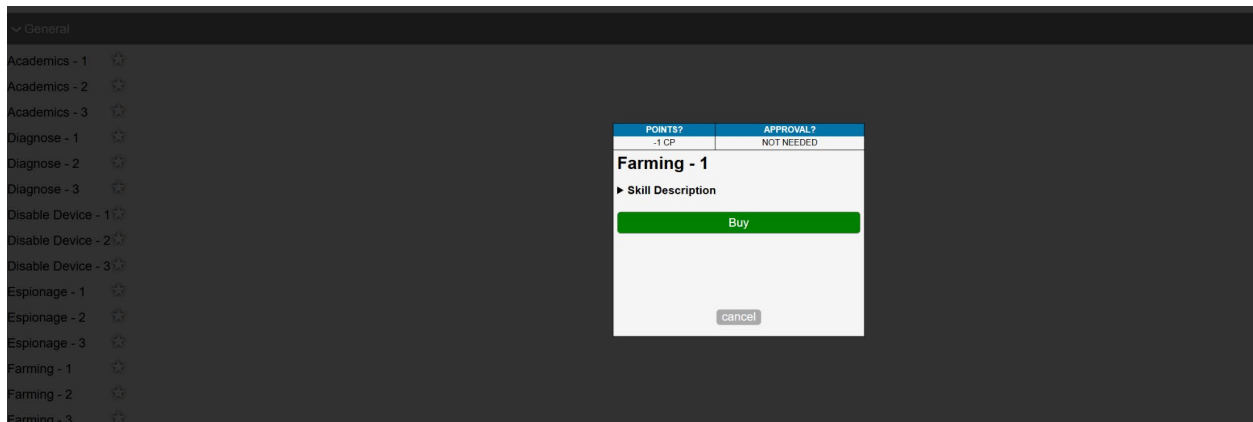 General
Academics - 1
Academics - 2
Academics - 3
Diagnose - 1
Diagnose - 2
Diagnose - 3
Disable Device - 1
Disable Device - 2
Disable Device - 3
Espionage - 1
Espionage - 2
Espionage - 3
Farming - 1
Farming - 2
Farming - 3
POINTS? APPROVAL?
-1 CP NOT NEEDED
Farming - 1
Skill Description
Buy
cancel